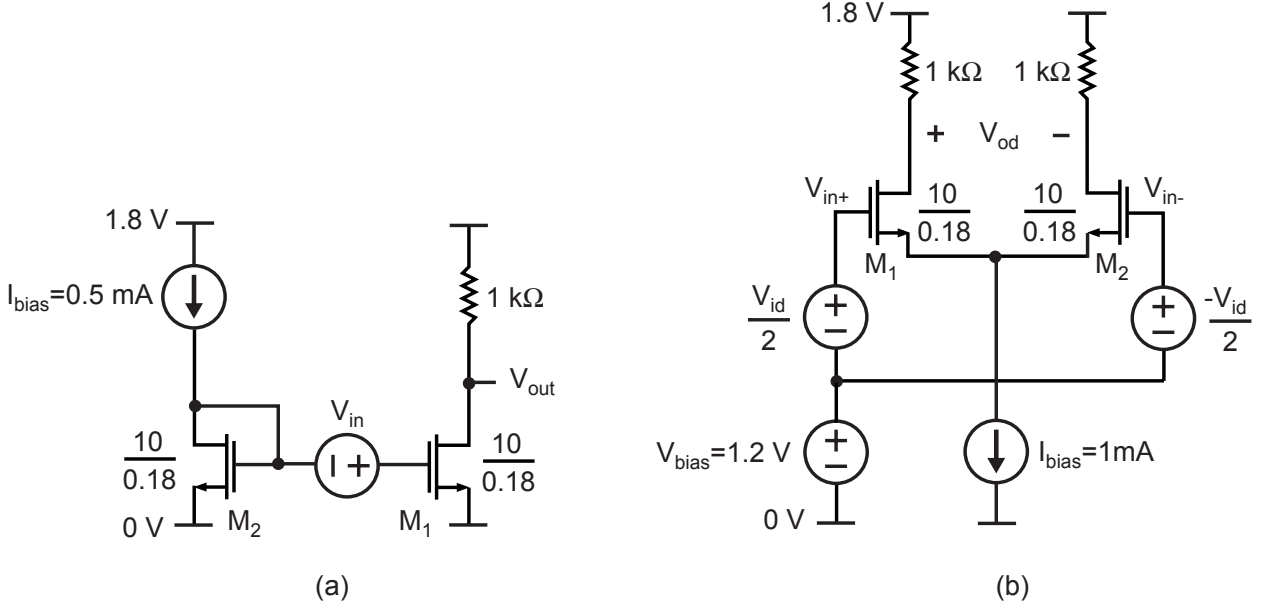 1.8 V
I_bias=0.5 mA
1 kΩ
V_out
V_in
10
0.18
10
0.18
0 V
M_2
M_1
(a)
1.8 V
1 kΩ
1 kΩ
+ V_od −
V_in+
V_in-
10
0.18
10
0.18
M_1
M_2
V_id
2
-V_id
2
V_bias=1.2 V
I_bias=1mA
0 V
(b)